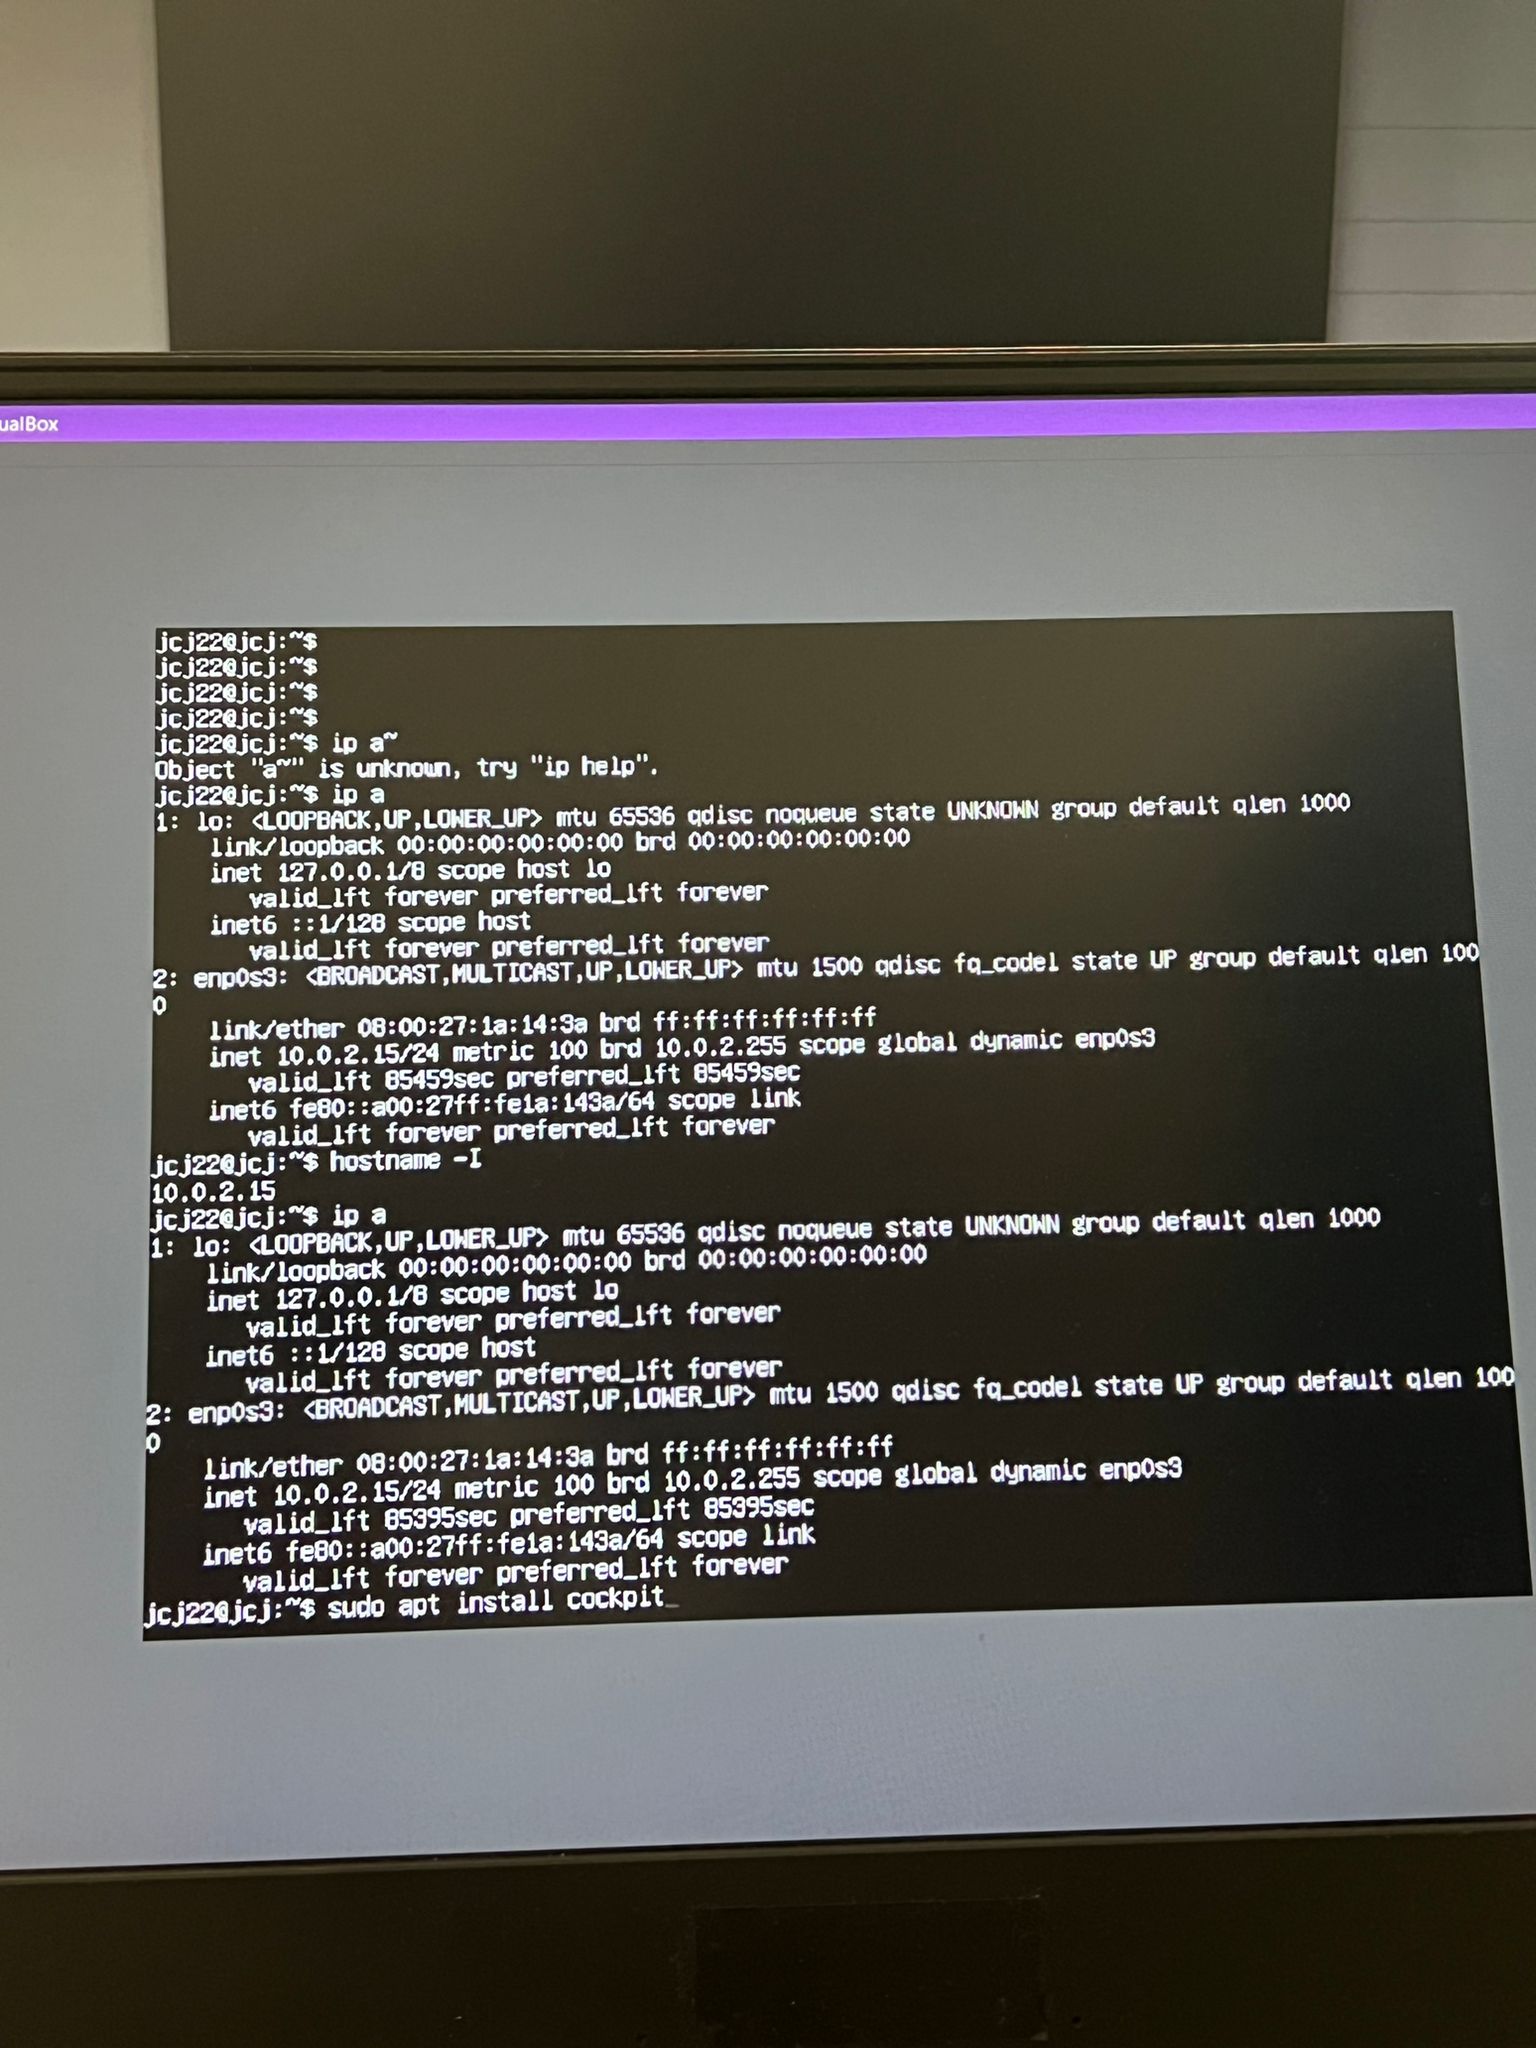 ualBox
jcj22@jcj:~$
jcj22@jcj:~$
jcj22@jcj:~$
jcj22@jcj:~$
jcj22@jcj:~$ ip a~
Object "a~" is unknown, try "ip help".
jcj22@jcj:~$ ip a
1: lo: <LOOPBACK,UP,LOWER_UP> mtu 65536 qdisc noqueue state UNKNOWN group default qlen 1000
link/loopback 00:00:00:00:00:00 brd 00:00:00:00:00:00
inet 127.0.0.1/8 scope host lo
valid_lft forever preferred_lft forever
inet6 ::1/128 scope host
valid_lft forever preferred_lft forever
2: enp0s3: <BROADCAST,MULTICAST,UP,LOWER_UP> mtu 1500 qdisc fq_codel state UP group default qlen 100
0
link/ether 08:00:27:1a:14:3a brd ff:ff:ff:ff:ff:ff
inet 10.0.2.15/24 metric 100 brd 10.0.2.255 scope global dynamic enp0s3
valid_lft 85459sec preferred_lft 85459sec
inet6 fe80::a00:27ff:fe1a:143a/64 scope link
valid_lft forever preferred_lft forever
jcj22@jcj:~$ hostname -I
10.0.2.15
jcj22@jcj:~$ ip a
1: lo: <LOOPBACK,UP,LOWER_UP> mtu 65536 qdisc noqueue state UNKNOWN group default qlen 1000
link/loopback 00:00:00:00:00:00 brd 00:00:00:00:00:00
inet 127.0.0.1/8 scope host lo
valid_lft forever preferred_lft forever
inet6 ::1/128 scope host
valid_lft forever preferred_lft forever
2: enp0s3: <BROADCAST,MULTICAST,UP,LOWER_UP> mtu 1500 qdisc fq_codel state UP group default qlen 100
0
link/ether 08:00:27:1a:14:3a brd ff:ff:ff:ff:ff:ff
inet 10.0.2.15/24 metric 100 brd 10.0.2.255 scope global dynamic enp0s3
valid_lft 85395sec preferred_lft 85395sec
inet6 fe80::a00:27ff:fe1a:143a/64 scope link
valid_lft forever preferred_lft forever
jcj22@jcj:~$ sudo apt install cockpit_